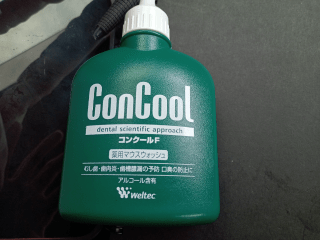 ConCool
dental scientific approach
コンクールF
薬用マウスウォッシュ
むし歯・歯肉炎・歯槽膿漏の予防 口臭の防止に
アルコール含有
Weltec